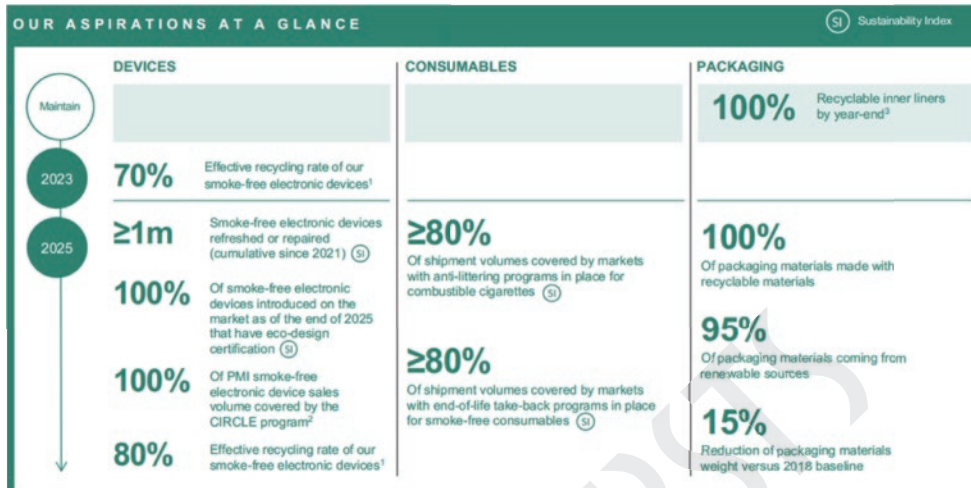 OUR ASPIRATIONS AT A GLANCE
SI Sustainability Index
DEVICES
CONSUMABLES
PACKAGING
Maintain
100%
Recyclable inner liners
by year-end³
2023
70%
Effective recycling rate of our
smoke-free electronic devices¹
2025
≥1m
Smoke-free electronic devices
refreshed or repaired
(cumulative since 2021) SI
100%
Of smoke-free electronic
devices introduced on the
market as of the end of 2025
that have eco-design
certification SI
100%
Of PMI smoke-free
electronic device sales
volume covered by the
CIRCLE program²
80%
Effective recycling rate of our
smoke-free electronic devices¹
≥80%
Of shipment volumes covered by markets
with anti-littering programs in place for
combustible cigarettes SI
≥80%
Of shipment volumes covered by markets
with end-of-life take-back programs in place
for smoke-free consumables SI
100%
Of packaging materials made with
recyclable materials
95%
Of packaging materials coming from
renewable sources
15%
Reduction of packaging materials
weight versus 2018 baseline